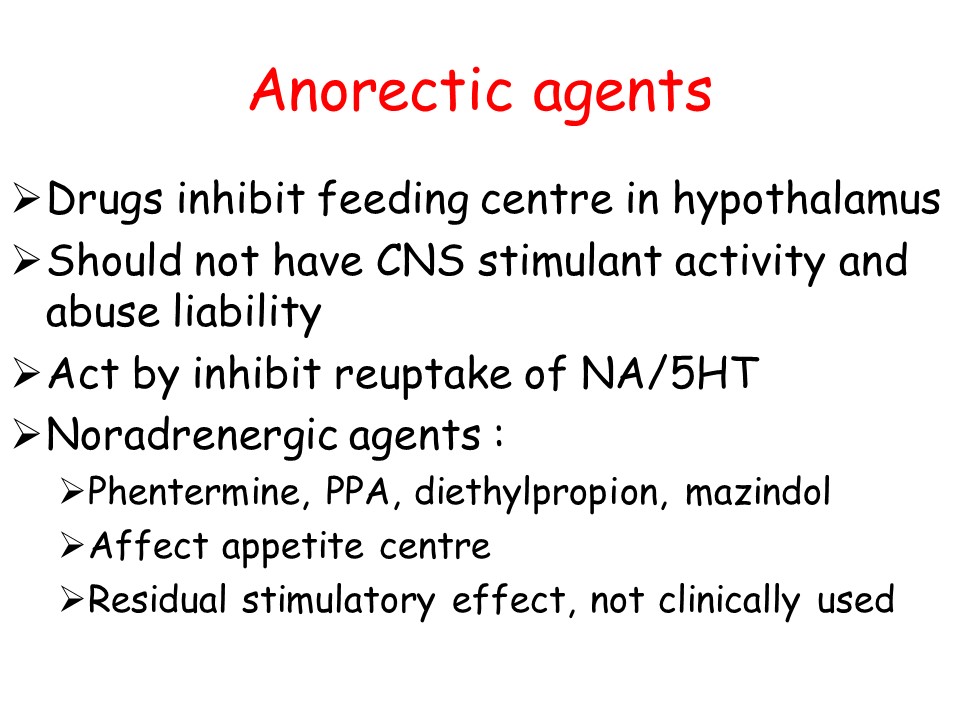 Anorectic agents
➢Drugs inhibit feeding centre in hypothalamus
➢Should not have CNS stimulant activity and
abuse liability
➢Act by inhibit reuptake of NA/5HT
➢Noradrenergic agents :
➢Phentermine, PPA, diethylpropion, mazindol
➢Affect appetite centre
➢Residual stimulatory effect, not clinically used